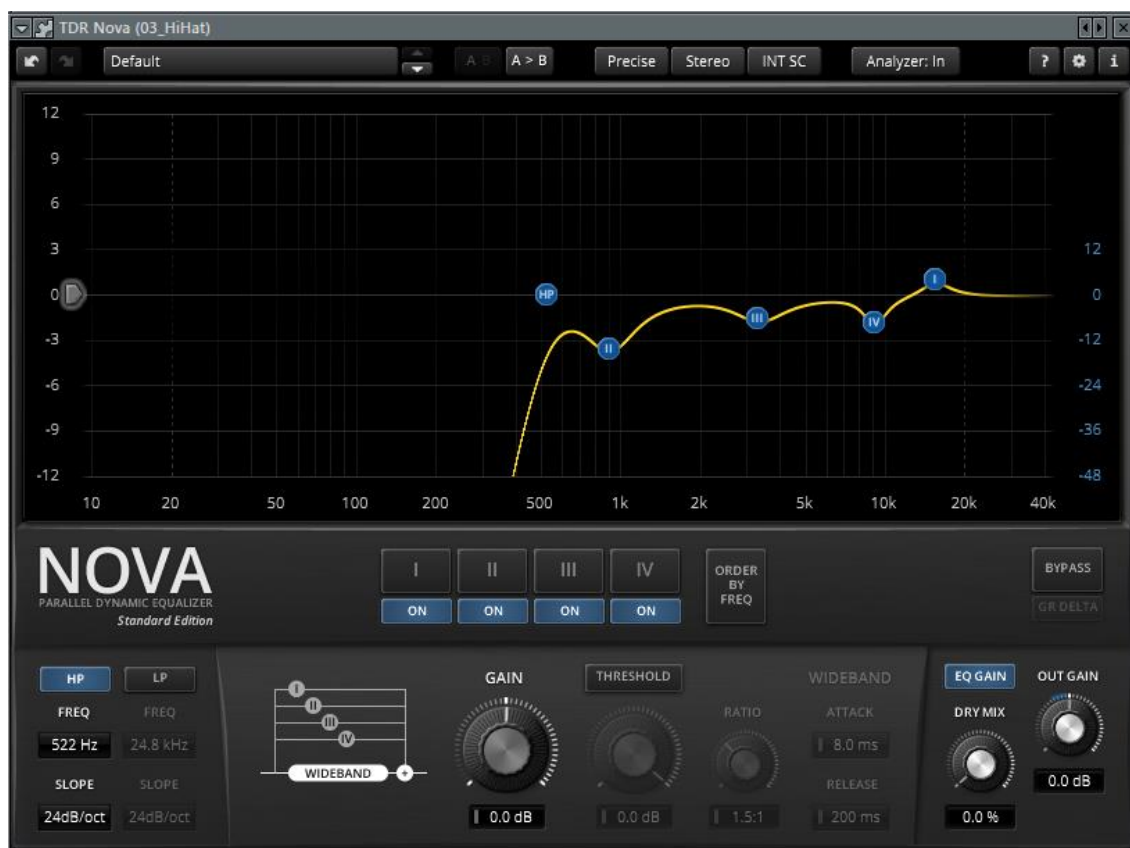 TDR Nova (03_HiHat)
Default A B A > B Precise Stereo INT SC Analyzer: In ? i
12
9
6
3 12
0 HP I 0
III IV
-3 II -12
-6 -24
-9 -36
-12 -48
10 20 50 100 200 500 1k 2k 5k 10k 20k 40k
NOVA
PARALLEL DYNAMIC EQUALIZER
Standard Edition
I II III IV
ON ON ON ON
ORDER
BY
FREQ
BYPASS
GR DELTA
HP LP
FREQ FREQ
522 Hz 24.8 kHz
SLOPE SLOPE
24dB/oct 24dB/oct
I
II
III
IV
WIDEBAND +
GAIN
0.0 dB
THRESHOLD
0.0 dB
RATIO
1.5:1
WIDEBAND
ATTACK
8.0 ms
RELEASE
200 ms
EQ GAIN
DRY MIX
0.0 %
OUT GAIN
0.0 dB